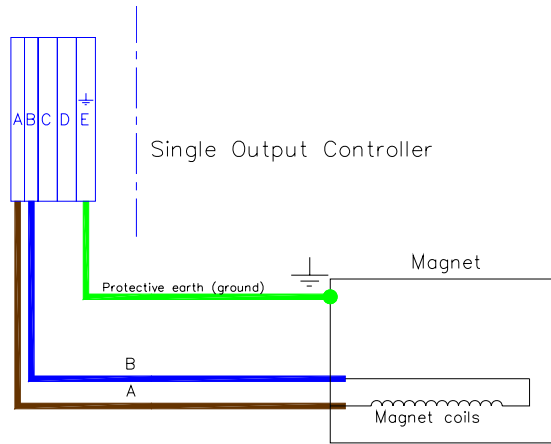 A B C D E
Single Output Controller
Magnet
Protective earth (ground)
B
A
Magnet coils